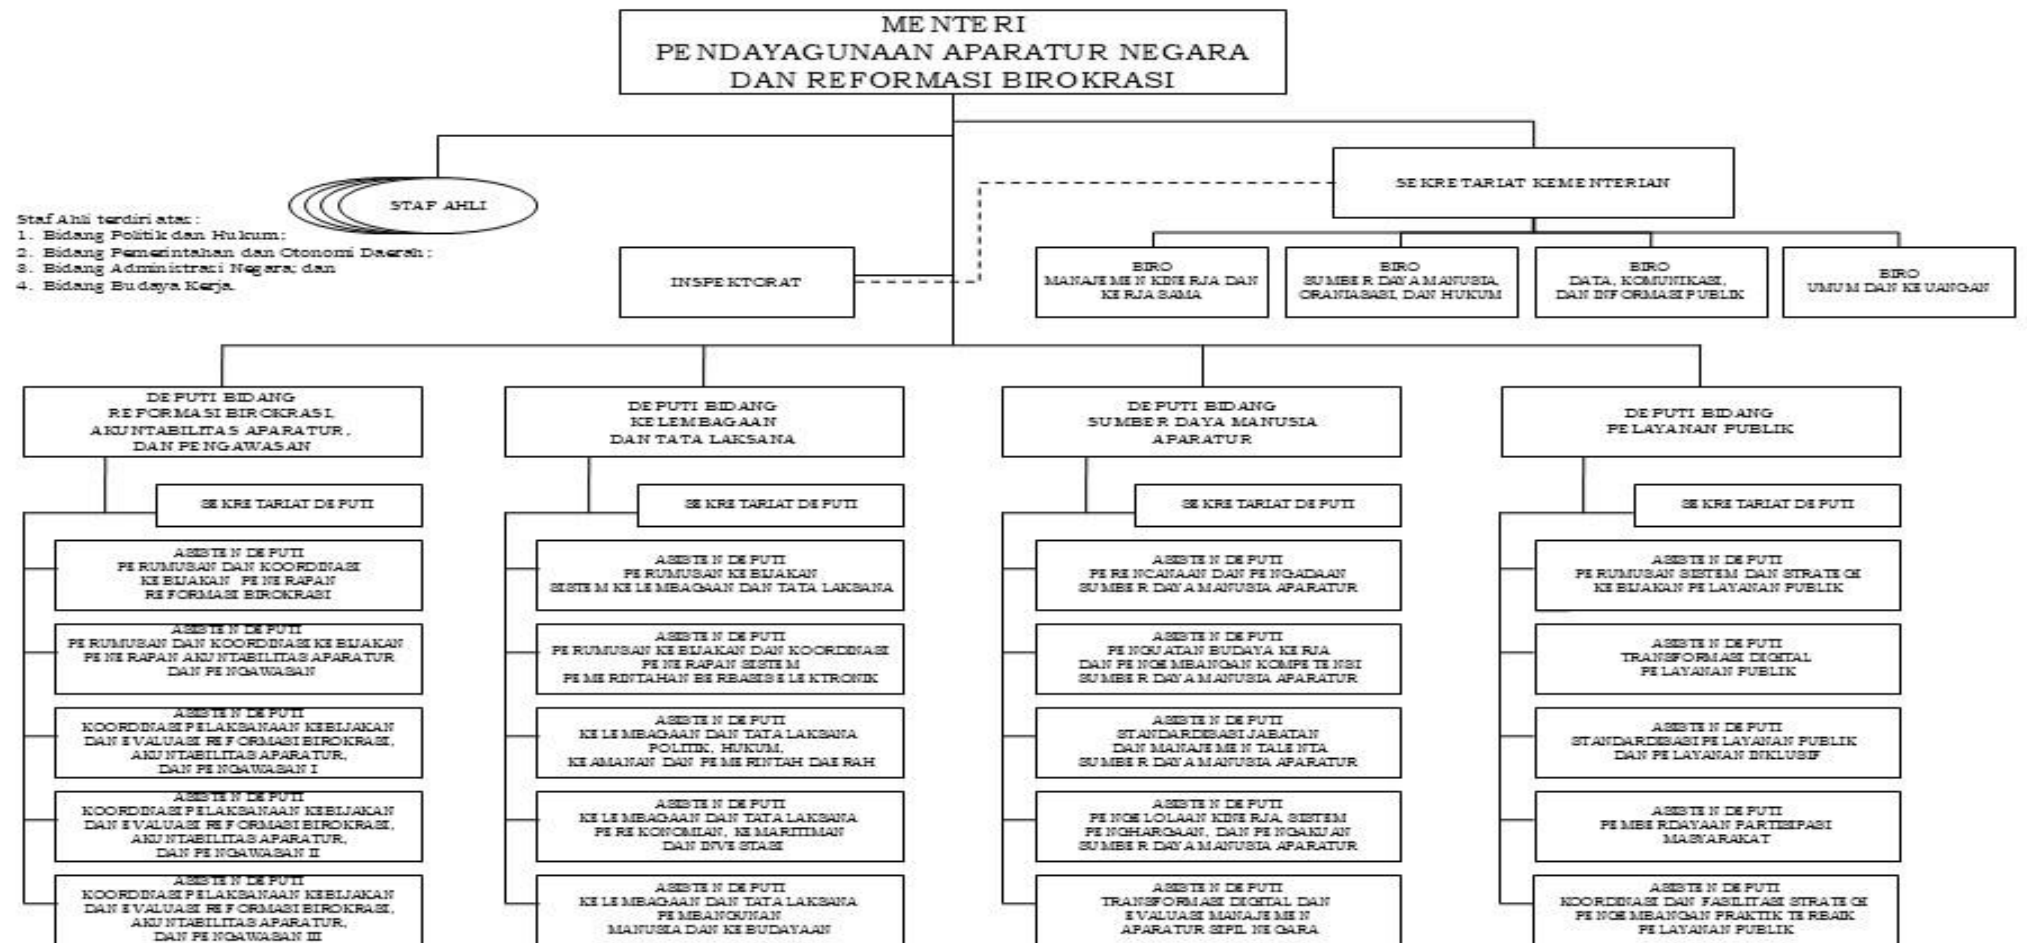 MENTERI
PENDAYAGUNAAN APARATUR NEGARA
DAN REFORMASI BIROKRASI
STAF AHLI
Staf Ahli terdiri atas:
1. Bidang Politik dan Hukum;
2. Bidang Pemerintahan dan Otonomi Daerah;
3. Bidang Administrasi Negara; dan
4. Bidang Budaya Kerja.
SEKRETARIAT KEMENTERIAN
INSPEKTORAT
BIRO
MANAJEMEN KINERJA DAN
KERJA SAMA
BIRO
SUMBER DAYA MANUSIA,
ORANIASASI, DAN HUKUM
BIRO
DATA, KOMUNIKASI,
DAN INFORMASI PUBLIK
BIRO
UMUM DAN KEUANGAN
DEPUTI BIDANG
REFORMASI BIROKRASI,
AKUNTABILITAS APARATUR,
DAN PENGAWASAN
SEKRETARIAT DEPUTI
ASISTEN DEPUTI
PERUMUSAN DAN KOORDINASI
KEBIJAKAN PENERAPAN
REFORMASI BIROKRASI
ASISTEN DEPUTI
PERUMUSAN DAN KOORDINASI KEBIJAKAN
PENERAPAN AKUNTABILITAS APARATUR
DAN PENGAWASAN
ASISTEN DEPUTI
KOORDINASI PELAKSANAAN KEBIJAKAN
DAN EVALUASI REFORMASI BIROKRASI,
AKUNTABILITAS APARATUR,
DAN PENGAWASAN I
ASISTEN DEPUTI
KOORDINASI PELAKSANAAN KEBIJAKAN
DAN EVALUASI REFORMASI BIROKRASI,
AKUNTABILITAS APARATUR,
DAN PENGAWASAN II
ASISTEN DEPUTI
KOORDINASI PELAKSANAAN KEBIJAKAN
DAN EVALUASI REFORMASI BIROKRASI,
AKUNTABILITAS APARATUR,
DAN PENGAWASAN III
DEPUTI BIDANG
KELEMBAGAAN
DAN TATA LAKSANA
SEKRETARIAT DEPUTI
ASISTEN DEPUTI
PERUMUSAN KEBIJAKAN
SISTEM KELEMBAGAAN DAN TATA LAKSANA
ASISTEN DEPUTI
PERUMUSAN KEBIJAKAN DAN KOORDINASI
PENERAPAN SISTEM
PEMERINTAHAN BERBASIS ELEKTRONIK
ASISTEN DEPUTI
KELEMBAGAAN DAN TATA LAKSANA
POLITIK, HUKUM,
KEAMANAN DAN PEMERINTAH DAERAH
ASISTEN DEPUTI
KELEMBAGAAN DAN TATA LAKSANA
PEREKONOMIAN, KEMARITIMAN
DAN INVESTASI
ASISTEN DEPUTI
KELEMBAGAAN DAN TATA LAKSANA
PEMBANGUNAN
MANUSIA DAN KEBUDAYAAN
DEPUTI BIDANG
SUMBER DAYA MANUSIA
APARATUR
SEKRETARIAT DEPUTI
ASISTEN DEPUTI
PERENCANAAN DAN PENGADAAN
SUMBER DAYA MANUSIA APARATUR
ASISTEN DEPUTI
PENGUATAN BUDAYA KERJA
DAN PENGEMBANGAN KOMPETENSI
SUMBER DAYA MANUSIA APARATUR
ASISTEN DEPUTI
STANDARDISASI JABATAN
DAN MANAJEMEN TALENTA
SUMBER DAYA MANUSIA APARATUR
ASISTEN DEPUTI
PENGELOLAAN KINERJA, SISTEM
PENGHARGAAN, DAN PENGAKUAN
SUMBER DAYA MANUSIA APARATUR
ASISTEN DEPUTI
TRANSFORMASI DIGITAL DAN
EVALUASI MANAJEMEN
APARATUR SIPIL NEGARA
DEPUTI BIDANG
PELAYANAN PUBLIK
SEKRETARIAT DEPUTI
ASISTEN DEPUTI
PERUMUSAN SISTEM DAN STRATEGI
KEBIJAKAN PELAYANAN PUBLIK
ASISTEN DEPUTI
TRANSFORMASI DIGITAL
PELAYANAN PUBLIK
ASISTEN DEPUTI
STANDARDISASI PELAYANAN PUBLIK
DAN PELAYANAN INKLUSIF
ASISTEN DEPUTI
PEMBERDAYAAN PARTISIPASI
MASYARAKAT
ASISTEN DEPUTI
KOORDINASI DAN FASILITASI STRATEGI
PENGEMBANGAN PRAKTIK TERBAIK
PELAYANAN PUBLIK